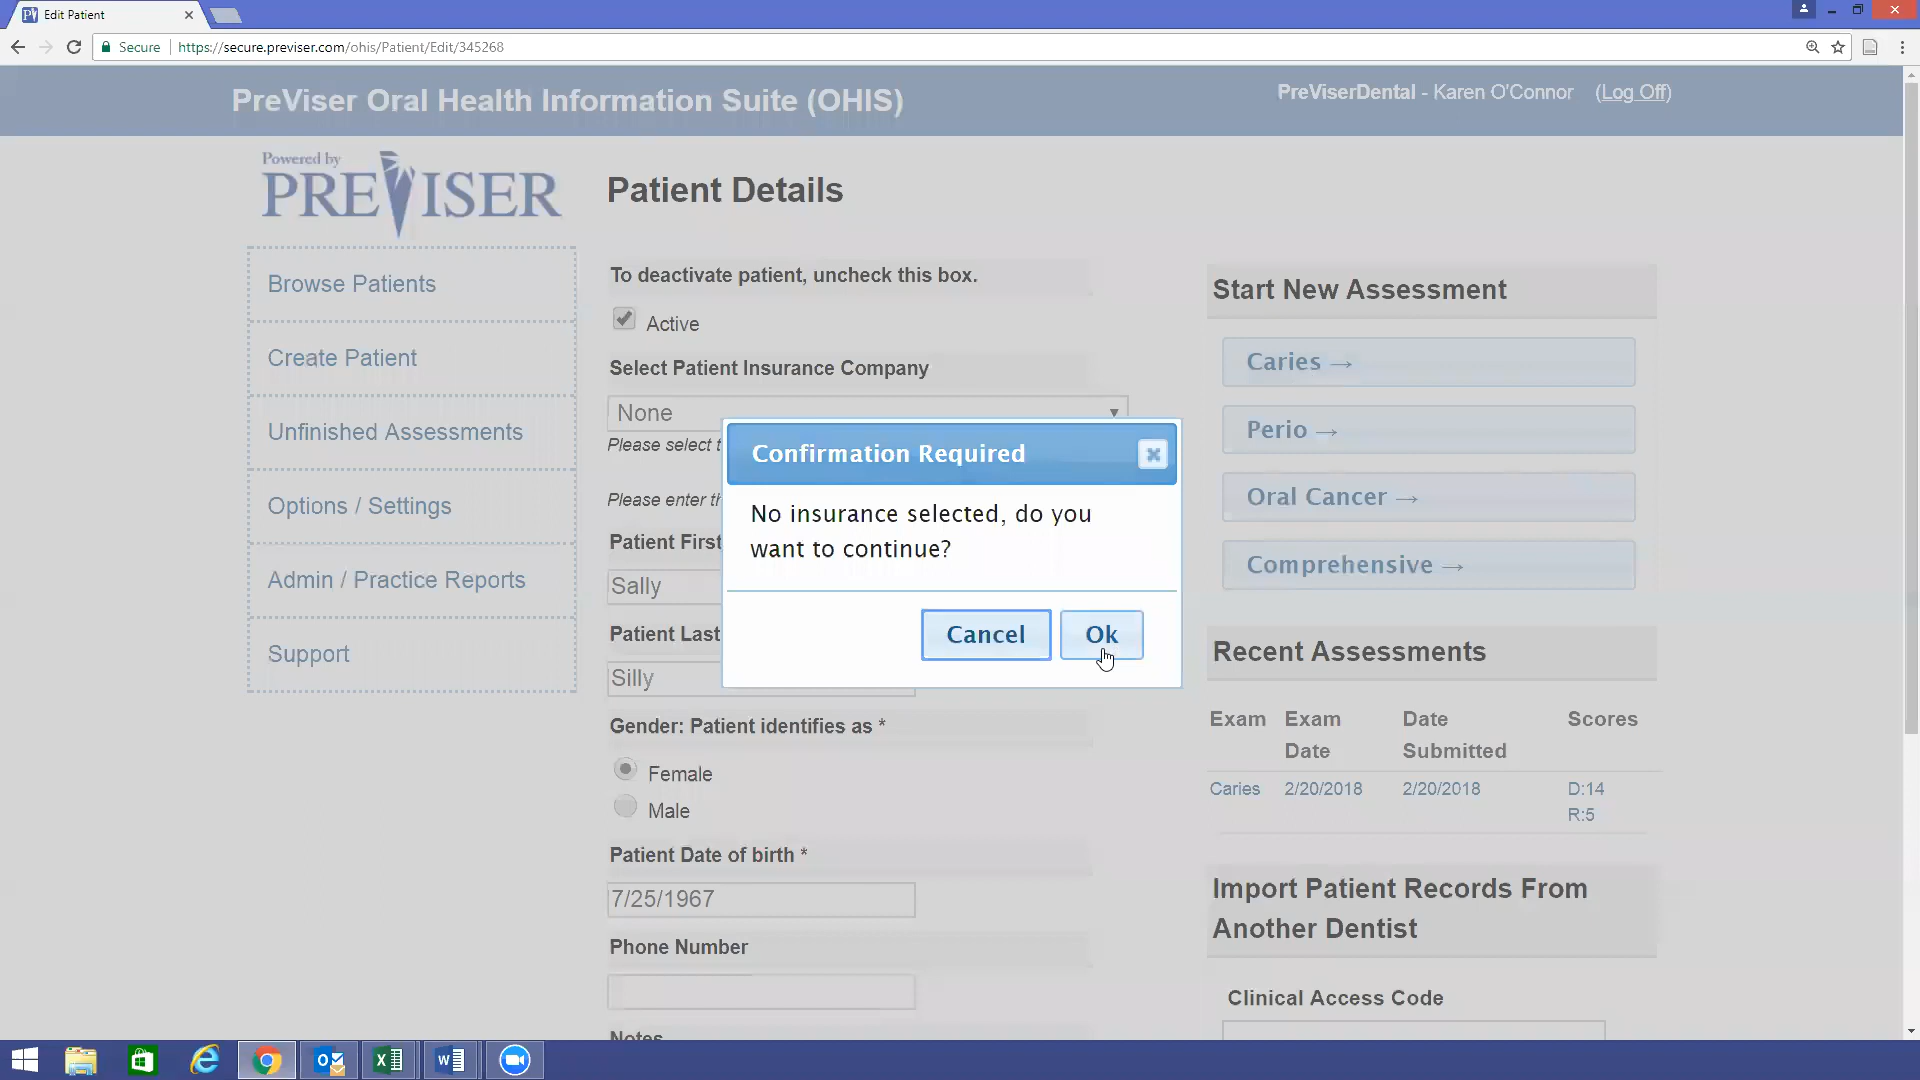 Edit Patient
Secure https://secure.previser.com/ohis/Patient/Edit/345268
PreViser Oral Health Information Suite (OHIS)
PreViserDental - Karen O'Connor (Log Off)
Powered by
PREVISER
Browse Patients
Create Patient
Unfinished Assessments
Options / Settings
Admin / Practice Reports
Support
Patient Details
To deactivate patient, uncheck this box.
Active
Select Patient Insurance Company
None
Please select
Please enter
Patient First
Sally
Patient Last
Silly
Gender: Patient identifies as *
Female
Male
Patient Date of birth *
7/25/1967
Phone Number
Notes
Confirmation Required
No insurance selected, do you
want to continue?
Cancel Ok
Start New Assessment
Caries →
Perio →
Oral Cancer →
Comprehensive →
Recent Assessments
Exam Exam Date Scores
Date Submitted
Caries 2/20/2018 2/20/2018 D:14
R:5
Import Patient Records From
Another Dentist
Clinical Access Code